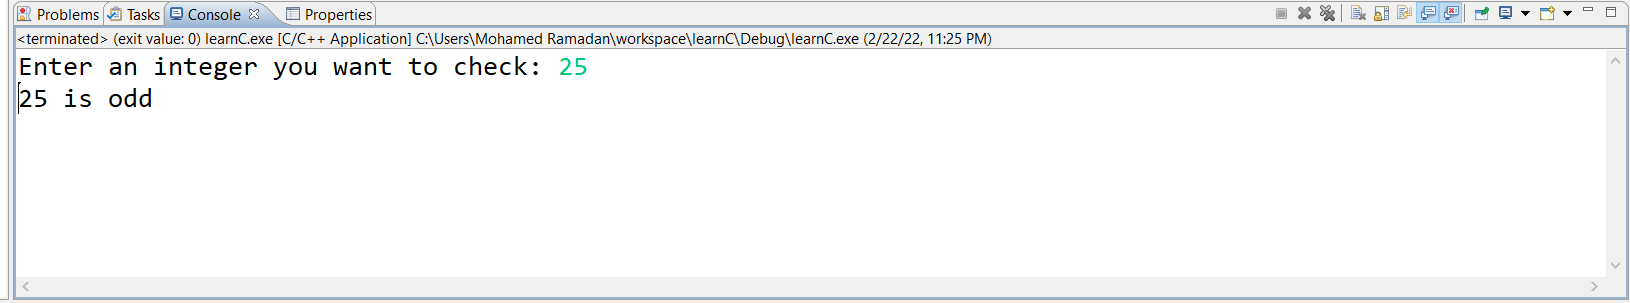 Problems Tasks Console Properties
<terminated> (exit value: 0) learnC.exe [C/C++ Application] C:\Users\Mohamed Ramadan\workspace\learnC\Debug\learnC.exe (2/22/22, 11:25 PM)
Enter an integer you want to check: 25
25 is odd